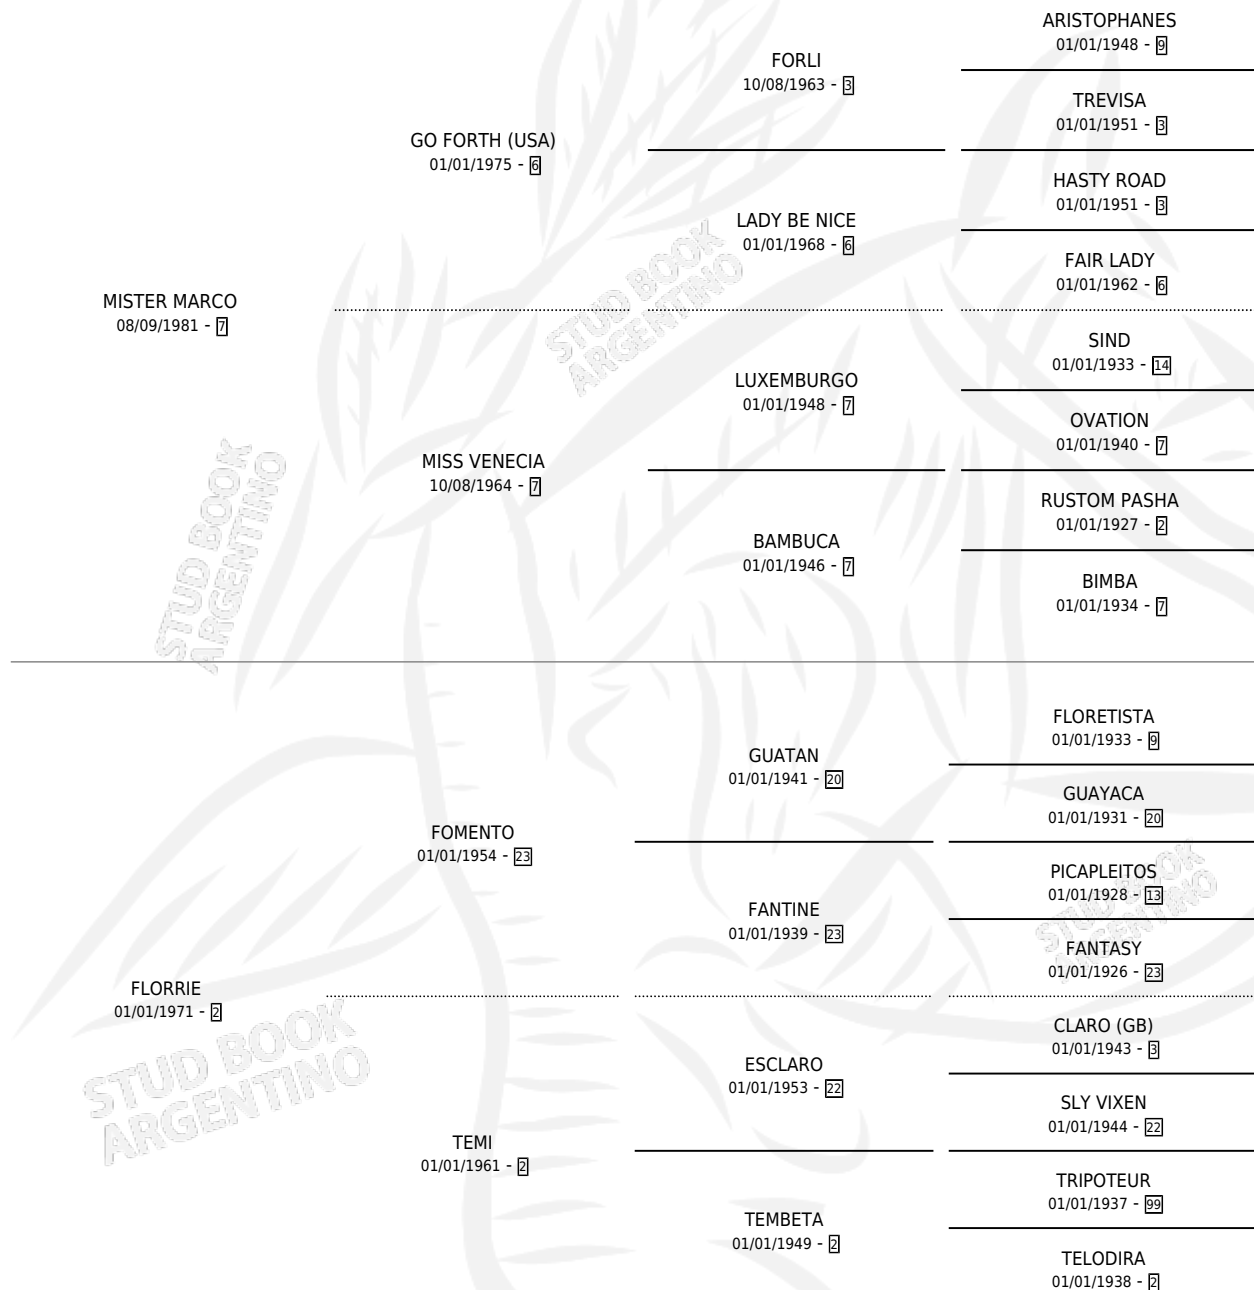 ARISTOPHANES
01/01/1948 - 9
FORLI
10/08/1963 - 3
TREVISA
01/01/1951 - 3
GO FORTH (USA)
01/01/1975 - 6
HASTY ROAD
01/01/1951 - 3
LADY BE NICE
01/01/1968 - 6
FAIR LADY
01/01/1962 - 6
MISTER MARCO
08/09/1981 - 7
STUD BOOK
ARGENTINO
SIND
01/01/1933 - 14
LUXEMBURGO
01/01/1948 - 7
OVATION
01/01/1940 - 7
MISS VENECIA
10/08/1964 - 7
RUSTOM PASHA
01/01/1927 - 2
BAMBUCA
01/01/1946 - 7
BIMBA
01/01/1934 - 7
STUD BOOK
ARGENTINO
FLORETISTA
01/01/1933 - 9
GUATAN
01/01/1941 - 20
GUAYACA
01/01/1931 - 20
FOMENTO
01/01/1954 - 23
PICAPLEITOS
01/01/1928 - 13
FANTINE
01/01/1939 - 23
STUD BOOK
ARGENTINO
FANTASY
01/01/1926 - 23
FLORRIE
01/01/1971 - 2
STUD BOOK
ARGENTINO
CLARO (GB)
01/01/1943 - 3
ESCLARO
01/01/1953 - 22
SLY VIXEN
01/01/1944 - 22
TEMI
01/01/1961 - 2
TRIPOTEUR
01/01/1937 - 99
TEMBETA
01/01/1949 - 2
TELODIRA
01/01/1938 - 2